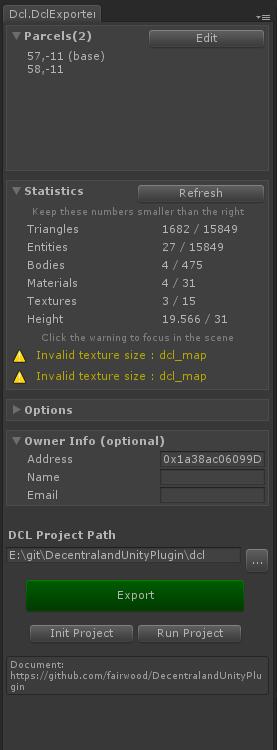 Dcl.DclExporter
Parcels(2)
Edit
57,-11 (base)
58,-11
Statistics
Refresh
Keep these numbers smaller than the right
Triangles 1682 / 15849
Entities 27 / 15849
Bodies 4 / 475
Materials 4 / 31
Textures 3 / 15
Height 19.566 / 31
Click the warning to focus in the scene
Invalid texture size : dcl_map
Invalid texture size : dcl_map
Options
Owner Info (optional)
Address 0x1a38ac06099D
Name
Email
DCL Project Path
E:\git\DecentralandUnityPlugin\dcl
...
Export
Init Project
Run Project
Document:
https://github.com/fairwood/DecentralandUnityPlu
gin